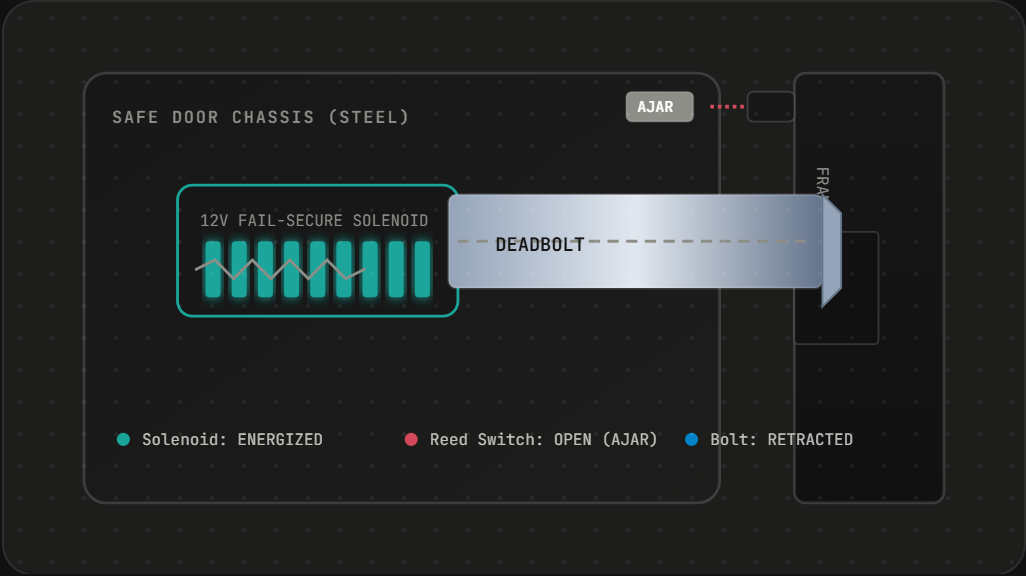 AJAR
SAFE DOOR CHASSIS (STEEL)
12V FAIL-SECURE SOLENOID
DEADBOLT
Solenoid: ENERGIZED
Reed Switch: OPEN (AJAR)
Bolt: RETRACTED